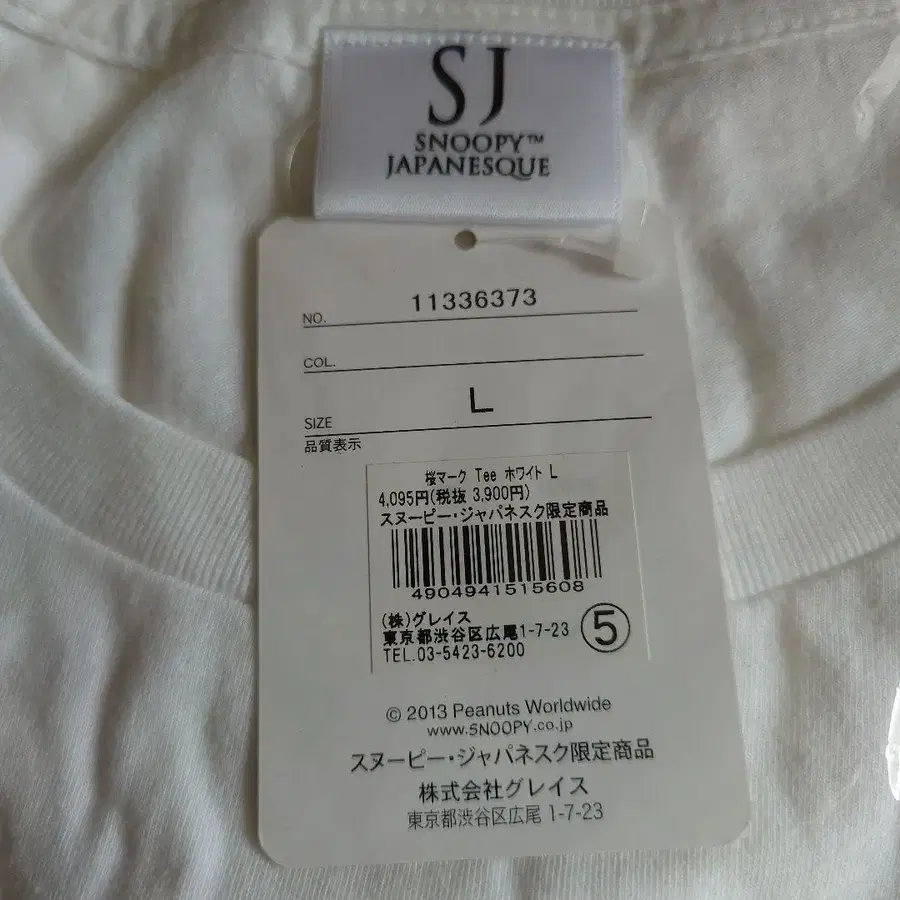 SJ
SNOOPY™
JAPANESQUE
NO. 11336373
COL.
SIZE L
品質表示
桜マーク Tee ホワイト L
4,095円(税抜 3,900円)
スヌーピー・ジャパネスク限定商品
4904941515608
(株)グレイス
東京都渋谷区広尾1-7-23
TEL.03-5423-6200
⑤
© 2013 Peanuts Worldwide
www.5NOOPY.co.jp
スヌーピー・ジャパネスク限定商品
株式会社グレイス
東京都渋谷区広尾 1-7-23